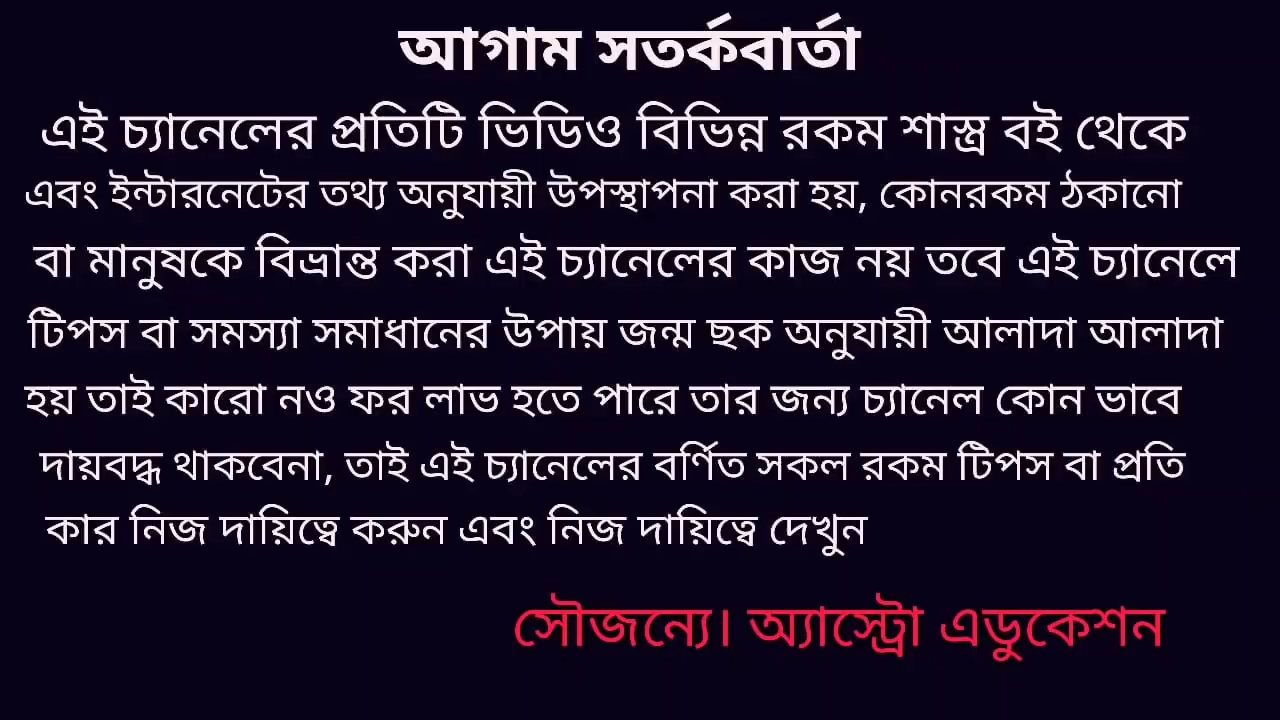 আগাম সতর্কবার্তা
এই চ্যানেলের প্রতিটি ভিডিও বিভিন্ন রকম শাস্ত্র বই থেকে
এবং ইন্টারনেটের তথ্য অনুযায়ী উপস্থাপনা করা হয়, কোনরকম ঠকানো
বা মানুষকে বিভ্রান্ত করা এই চ্যানেলের কাজ নয় তবে এই চ্যানেলে
টিপস বা সমস্যা সমাধানের উপায় জন্ম ছক অনুযায়ী আলাদা আলাদা
হয় তাই কারো নও ফর লাভ হতে পারে তার জন্য চ্যানেল কোন ভাবে
দায়বদ্ধ থাকবেনা, তাই এই চ্যানেলের বর্ণিত সকল রকম টিপস বা প্রতি
কার নিজ দায়িত্বে করুন এবং নিজ দায়িত্বে দেখুন
সৌজন্যে। অ্যাস্ট্রো এডুকেশন